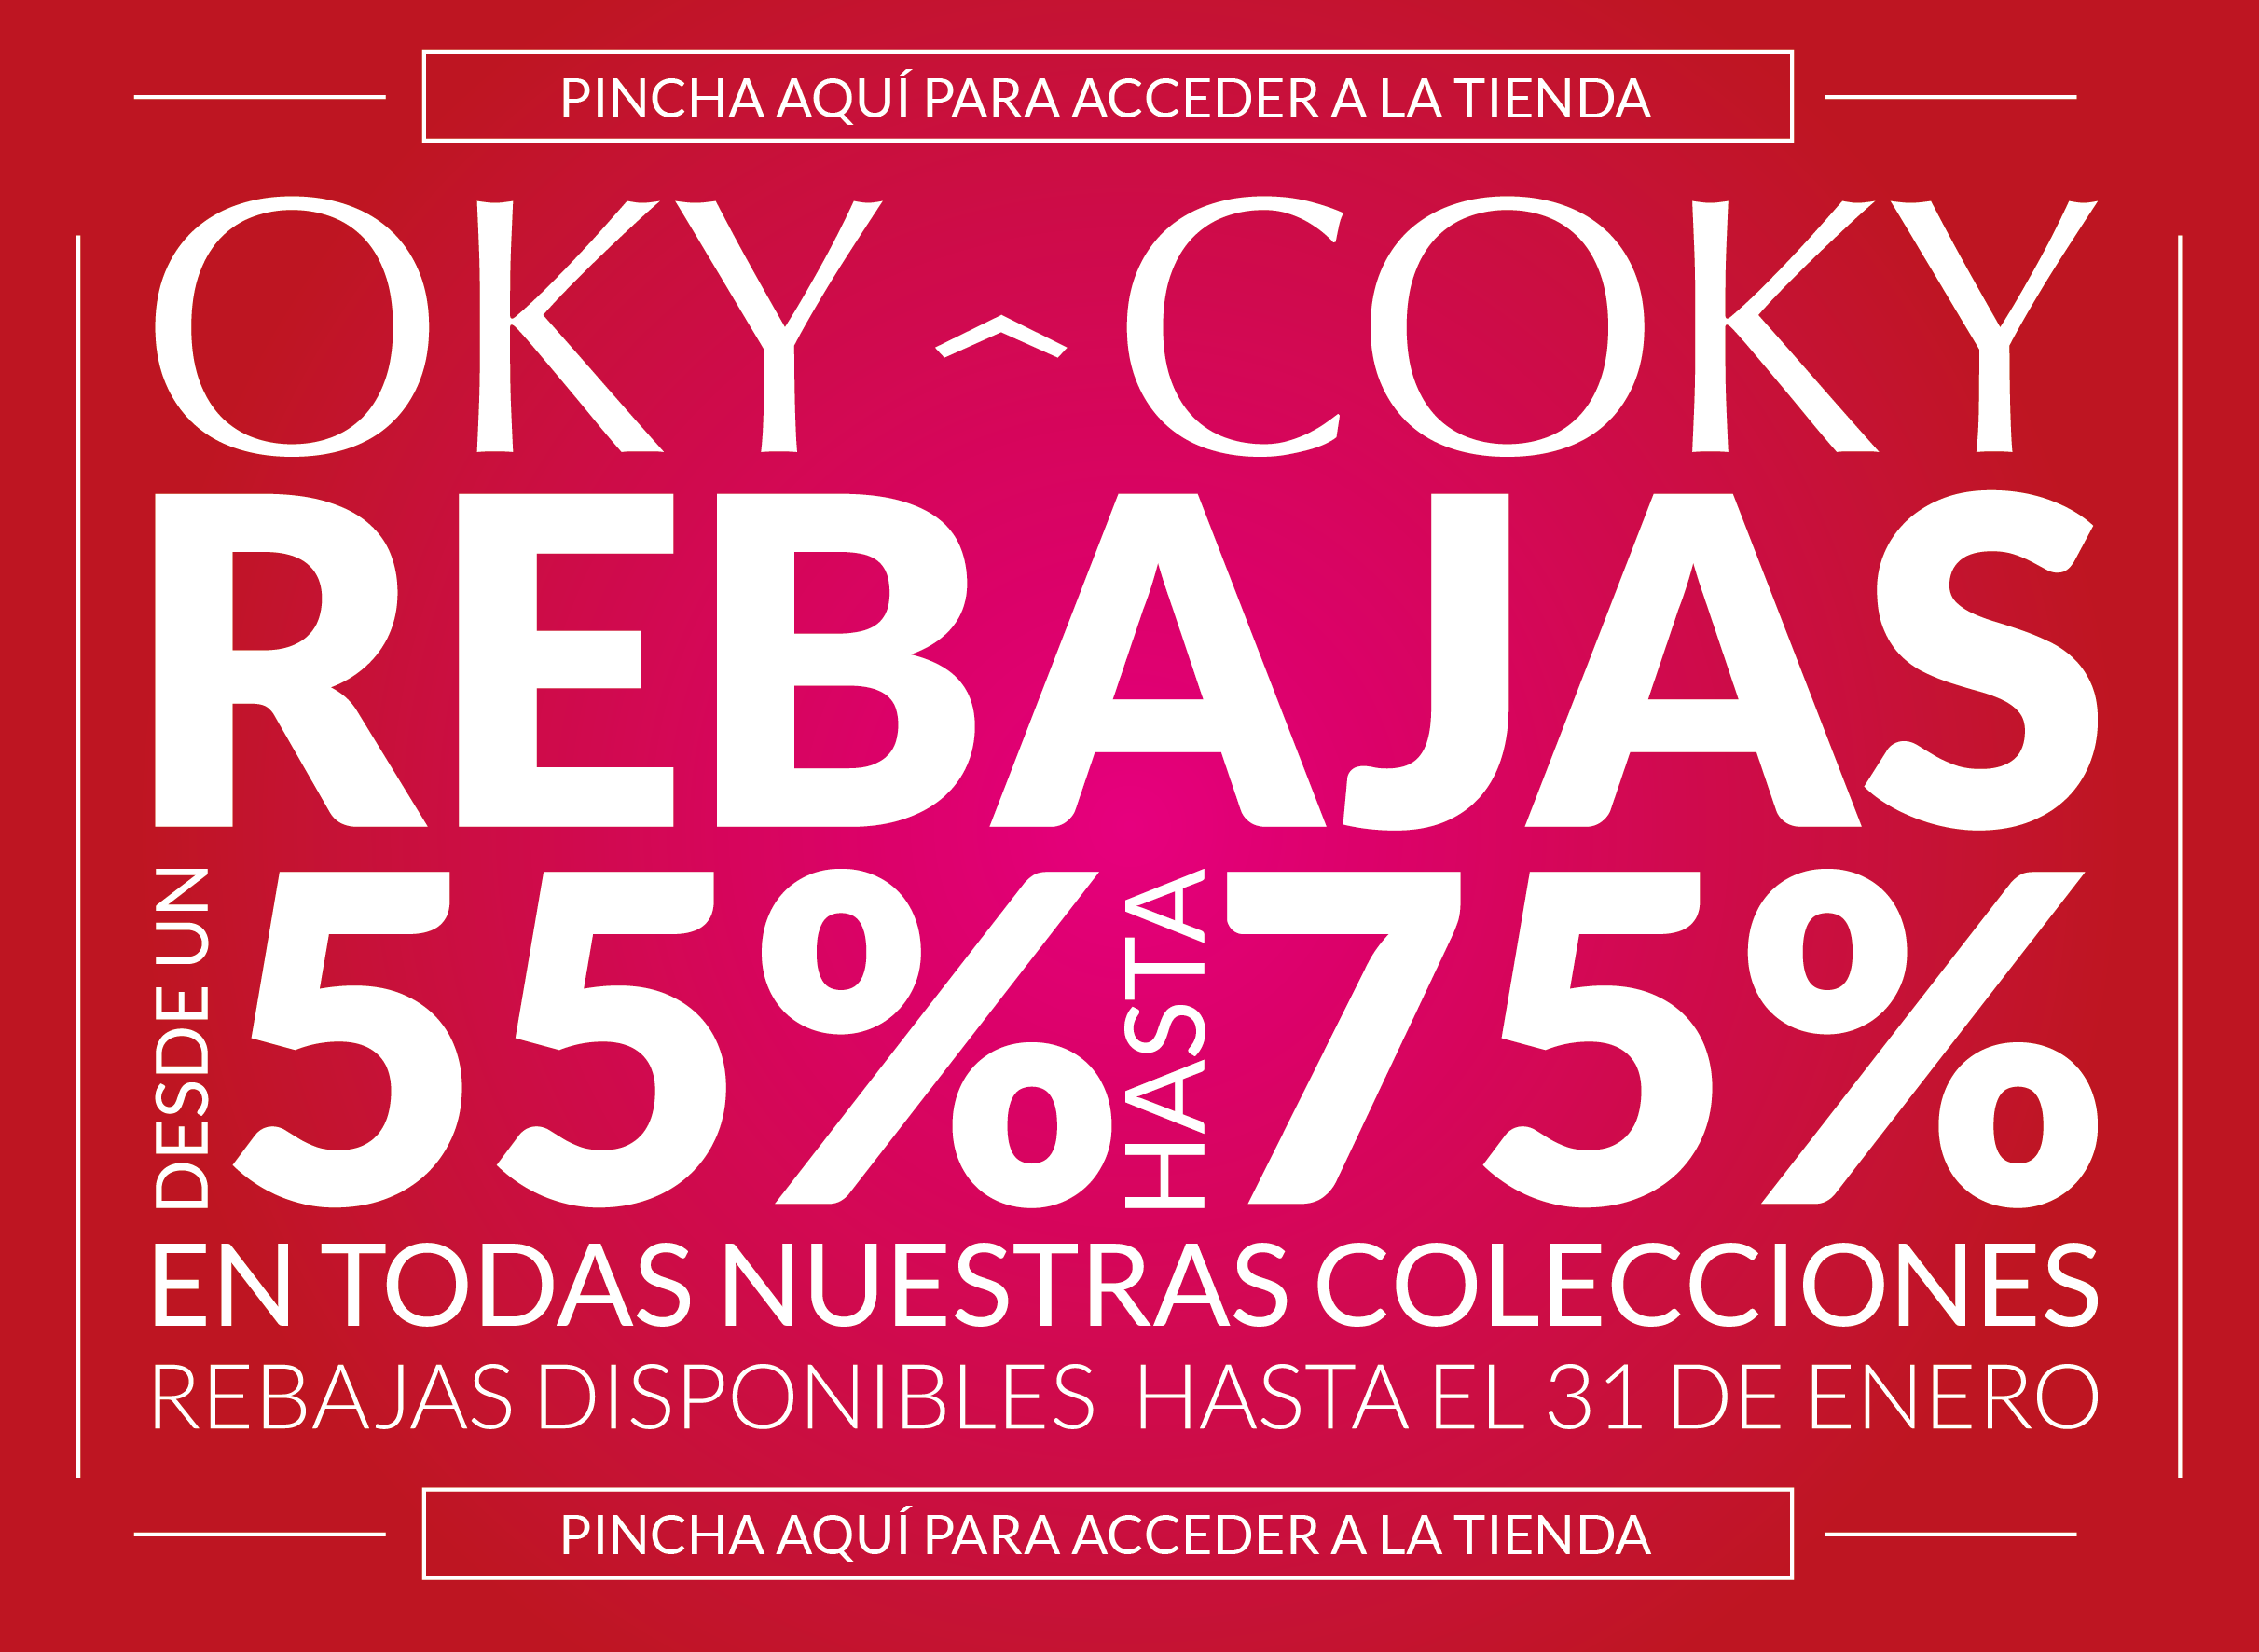 PINCHA AQUÍ PARA ACCEDER A LA TIENDA
OKY ^ COKY
REBAJAS
DESDE UN 55% HASTA 75%
EN TODAS NUESTRAS COLECCIONES
REBAJAS DISPONIBLES HASTA EL 31 DE ENERO
PINCHA AQUÍ PARA ACCEDER A LA TIENDA